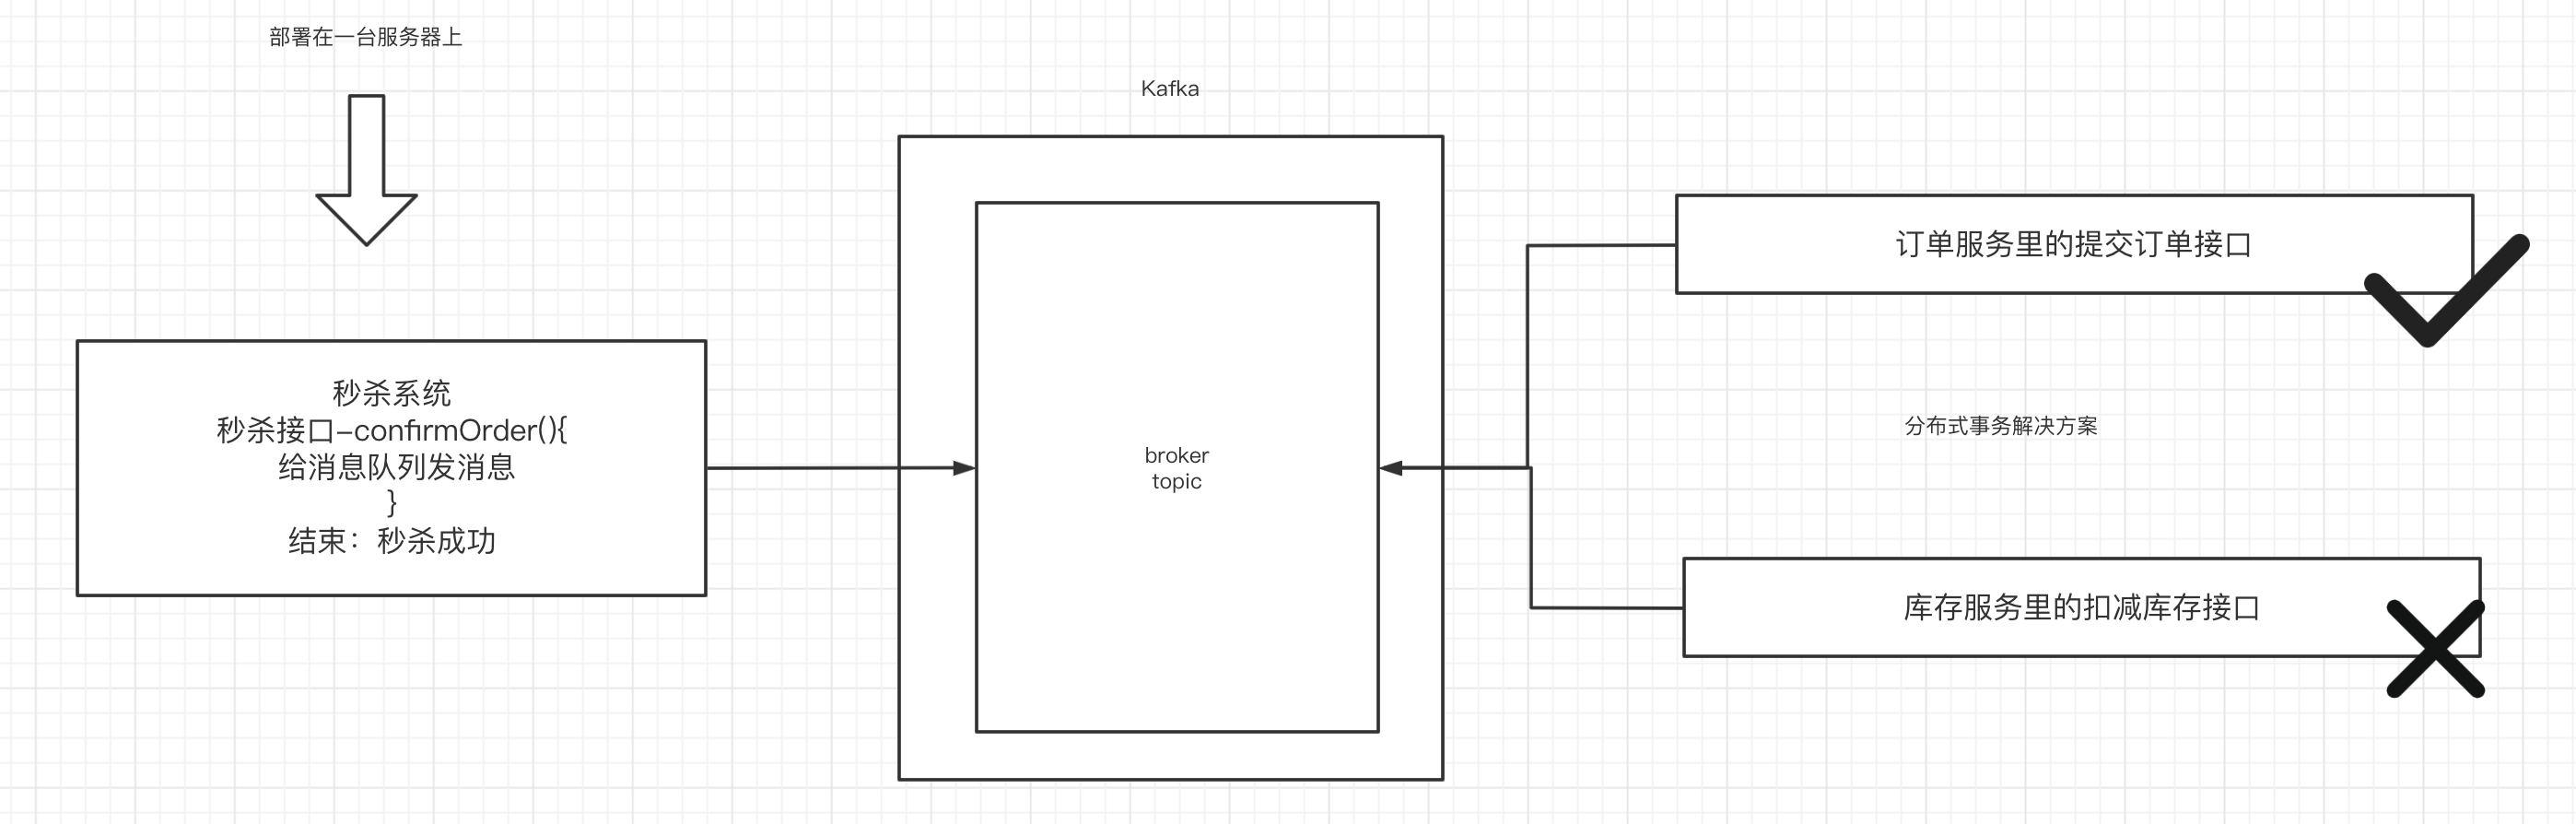 部署在一台服务器上
Kafka
秒杀系统
秒杀接口-confirmOrder(){
给消息队列发消息
}
结束：秒杀成功
broker
topic
订单服务里的提交订单接口
分布式事务解决方案
库存服务里的扣减库存接口